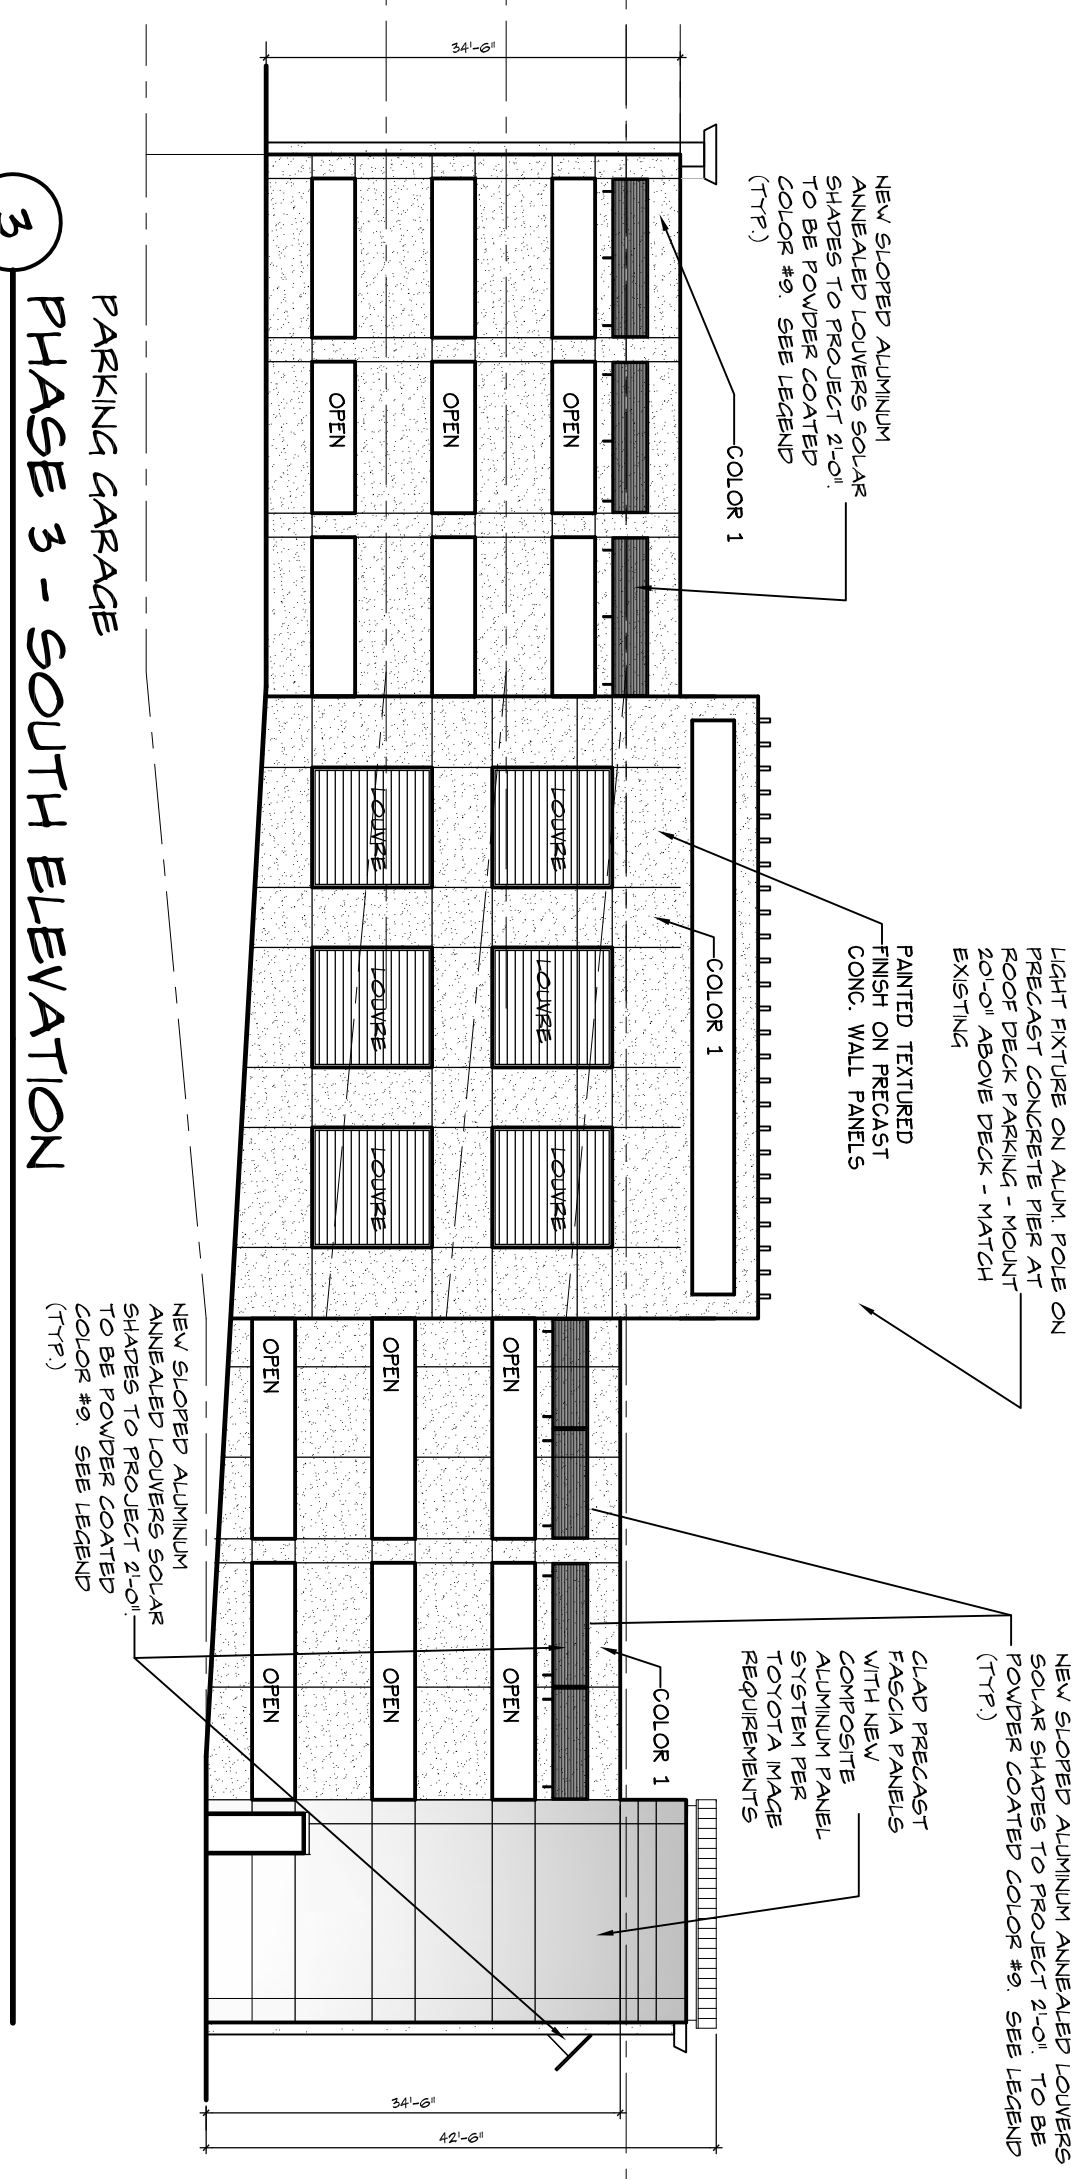 34'-6"
NEW SLOPED ALUMINUM
ANNEALED LOUVERS SOLAR
SHADES TO PROJECT 2'-0".
TO BE POWDER COATED
COLOR #9. SEE LEGEND
(TYP.)
COLOR 1
LIGHT FIXTURE ON ALUM. POLE ON
PRECAST CONCRETE PIER AT
ROOF DECK PARKING - MOUNT
20'-0" ABOVE DECK - MATCH
EXISTING
PAINTED TEXTURED
FINISH ON PRECAST
CONC. WALL PANELS
COLOR 1
NEW SLOPED ALUMINUM ANNEALED LOUVERS
SOLAR SHADES TO PROJECT 2'-0". TO BE
POWDER COATED COLOR #9. SEE LEGEND
(TYP.)
CLAD PRECAST
FASCIA PANELS
WITH NEW
COMPOSITE
ALUMINUM PANEL
SYSTEM PER
TOYOTA IMAGE
REQUIREMENTS
COLOR 1
OPEN
OPEN
OPEN
LOUVRE
LOUVRE
LOUVRE
LOUVRE
LOUVRE
LOUVRE
OPEN
OPEN
OPEN
OPEN
OPEN
OPEN
34'-6"
42'-6"
NEW SLOPED ALUMINUM
ANNEALED LOUVERS SOLAR
SHADES TO PROJECT 2'-0".
TO BE POWDER COATED
COLOR #9. SEE LEGEND
(TYP.)
PARKING GARAGE
PHASE 3 - SOUTH ELEVATION
3